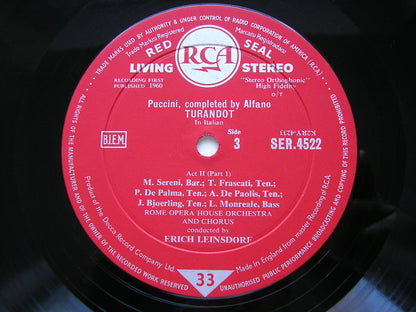 TRADE MARKS USED BY AUTHORITY & UNDER CONTROL OF RADIO CORPORATION OF AMERICA (R.C.A.)
Trade Mark(s) Registered
Marca(s) Registrada(s)
RED SEAL
RCA
LIVING STEREO
RECORDING FIRST
PUBLISHED 1960
"Stereo Orthophonic"
High Fidelity
O/T
Puccini, completed by Alfano
TURANDOT
In Italian
KSRY-4231
B.I.E.M.
Side
3
SER.4522
Act II (Part 1)
M. Sereni, Bar.; T. Frascati, Ten.;
P. De Palma, Ten.; A. De Paolis, Ten.;
J. Bjoerling, Ten.; L. Monreale, Bass
ROME OPERA HOUSE ORCHESTRA
AND CHORUS
conducted by
ERICH LEINSDORF
Product of the Decca Record Company Ltd.
Made in England from master Recording of RCA
33
ALL RIGHTS OF THE MANUFACTURER AND OF THE OWNER OF THE RECORDED WORK RESERVED
UNAUTHORISED PUBLIC PERFORMANCE BROADCASTING AND COPYING OF THIS RECORD PROHIBITED